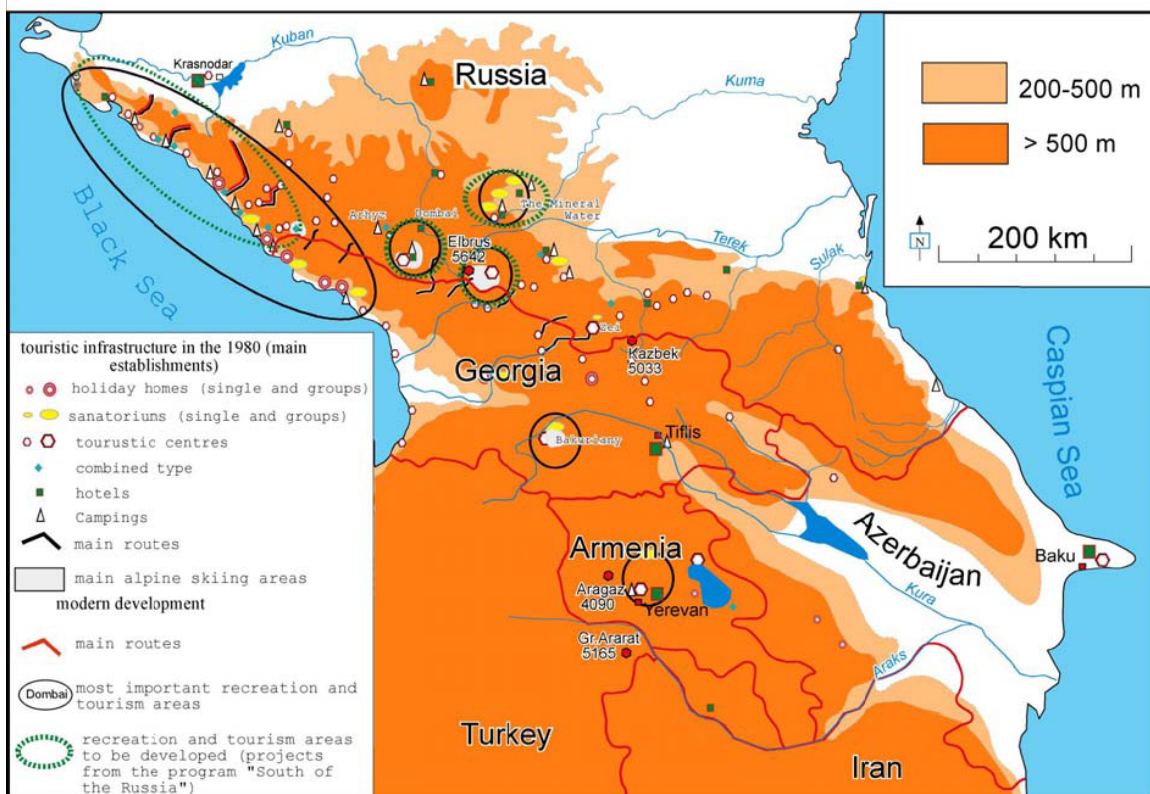 Kuban
Krasnodar
Russia
Kuma
200-500 m
> 500 m
N
200 km
Black Sea
Arhyz
Dombai
The Mineral
Water
Elbrus
5642
Terek
Sulak
Zei
Kazbek
5033
Georgia
Caspian Sea
Bakuriany
Tiflis
Armenia
Azerbaijan
Baku
Aragaz
4090
Yerevan
Kura
Gr.Ararat
5165
Araks
Turkey
Iran
touristic infrastructure in the 1980 (main
establishments)
holiday homes (single and groups)
sanatoriums (single and groups)
tourustic centres
combined type
hotels
Campings
main routes
main alpine skiing areas
modern development
main routes
Dombai
most important recreation and
tourism areas
recreation and tourism areas
to be developed (projects
from the program "South of
the Russia")